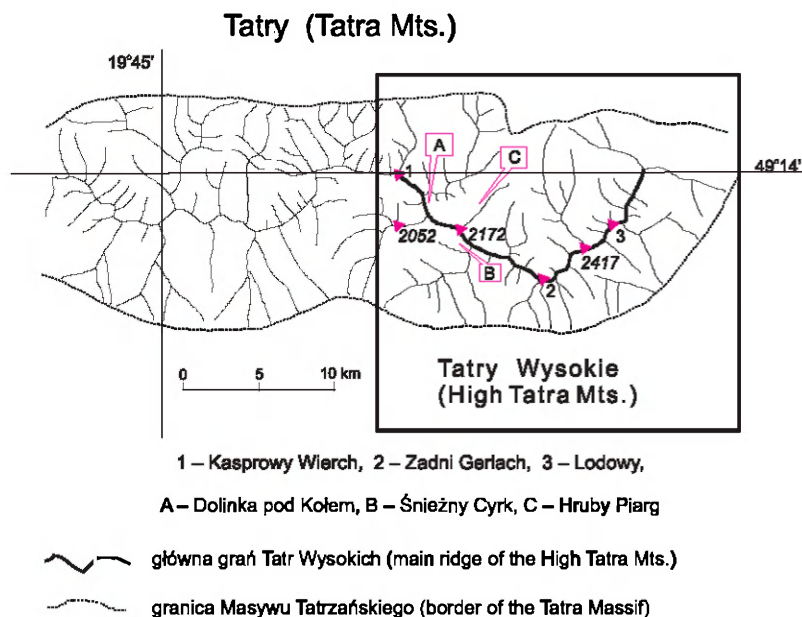 Tatry (Tatra Mts.)
19°45'
49°14'
A
C
1
2052
2172
3
2417
B
2
0 5 10 km
Tatry Wysokie
(High Tatra Mts.)
1 – Kasprowy Wierch, 2 – Zadni Gerlach, 3 – Lodowy,
A – Dolinka pod Kołem, B – Śnieżny Cyrk, C – Hruby Piarg
główna grań Tatr Wysokich (main ridge of the High Tatra Mts.)
granica Masywu Tatrzańskiego (border of the Tatra Massif)